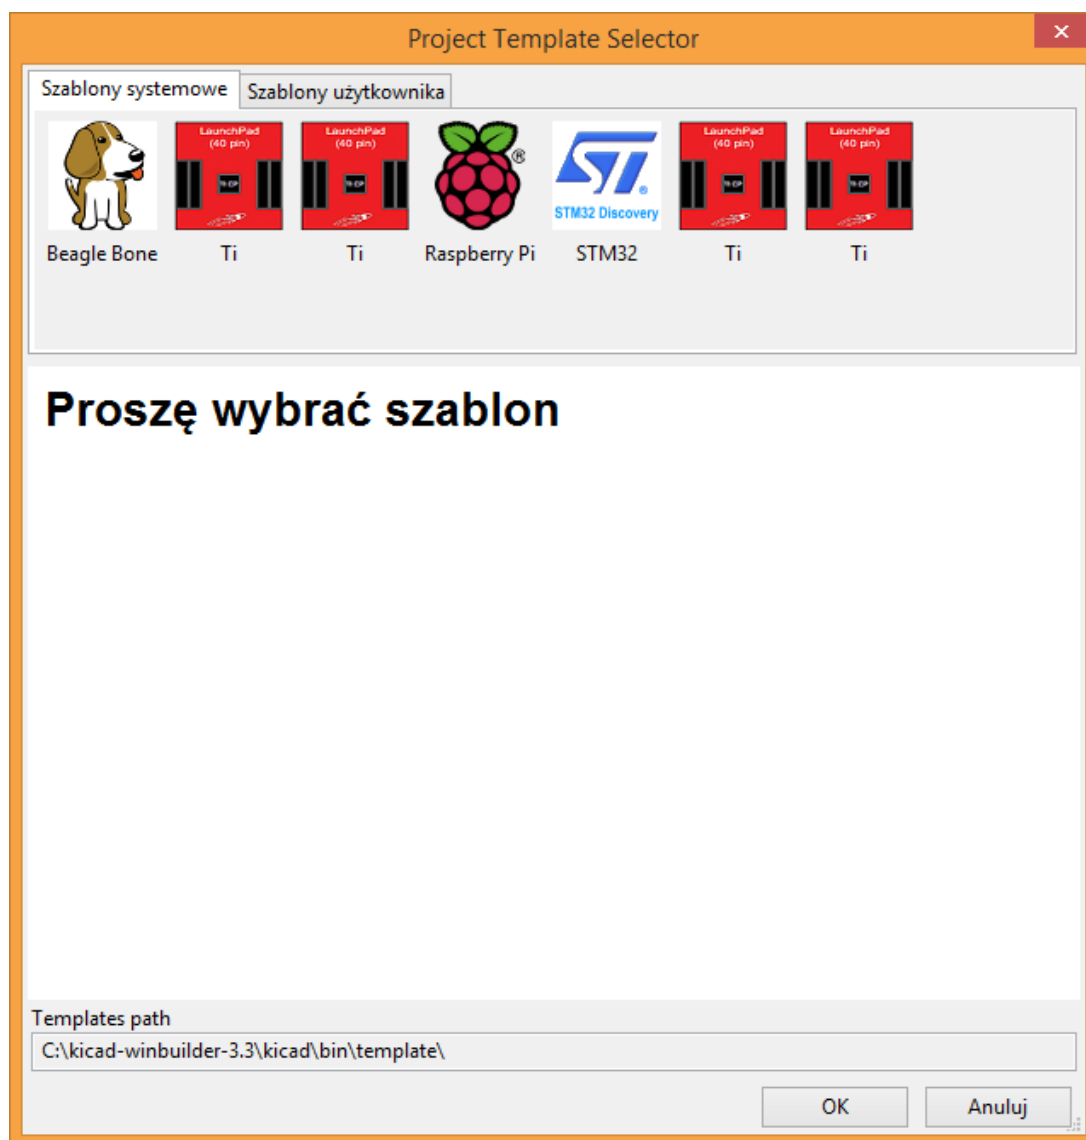 Project Template Selector
Szablony systemowe Szablony użytkownika
LaunchPad LaunchPad LaunchPad LaunchPad
(40 pin) (40 pin) (40 pin) (40 pin)
®
STM32 Discovery
Beagle Bone Ti Ti Raspberry Pi STM32 Ti Ti
Proszę wybrać szablon
Templates path
C:\kicad-winbuilder-3.3\kicad\bin\template\
OK Anuluj